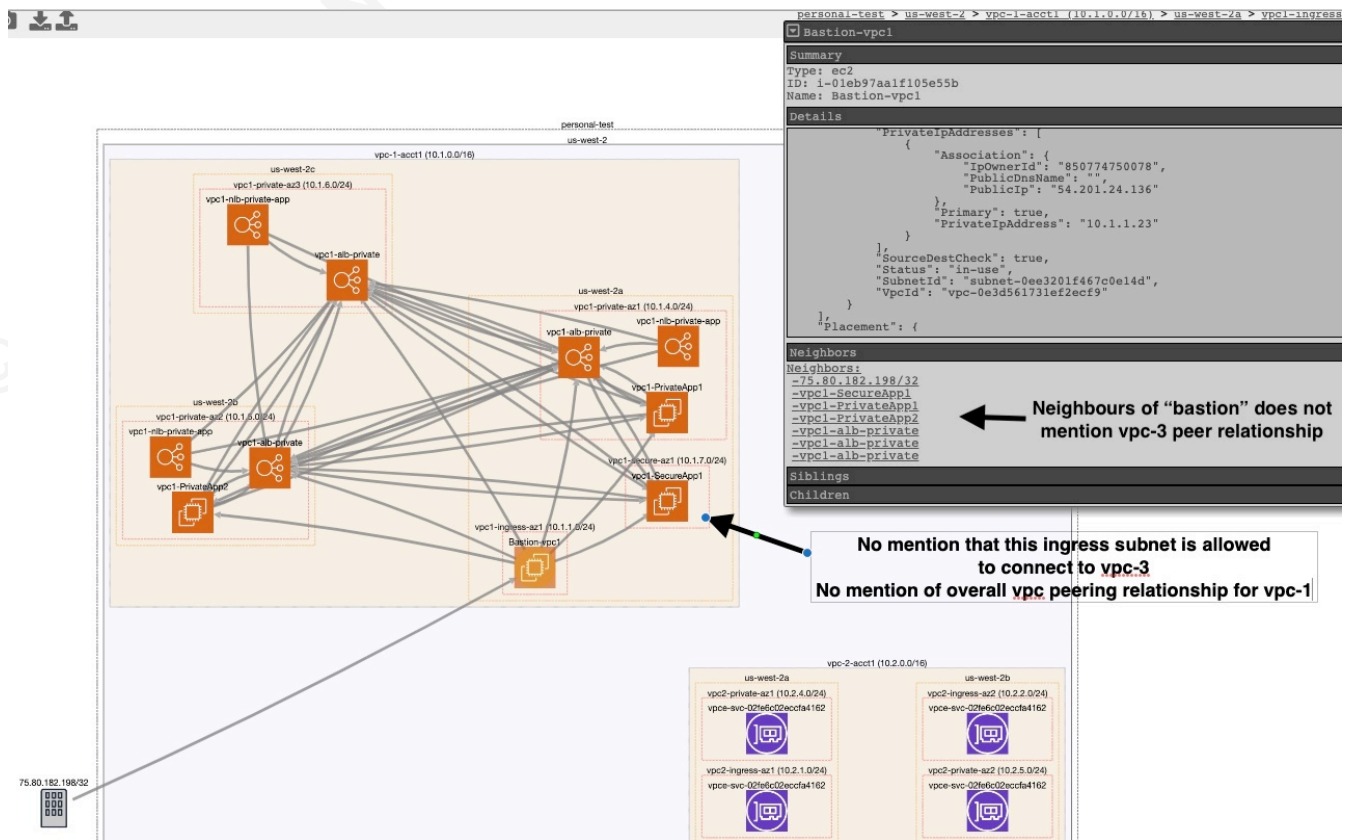 personal-test > us-west-2 > vpc-1-acct1 (10.1.0.0/16) > us-west-2a > vpc1-ingress
Bastion-vpc1
Summary
Type: ec2
ID: i-01eb97aa1f105e55b
Name: Bastion-vpc1
Details
"PrivateIpAddresses": [
{
"Association": {
"IpOwnerId": "850774750078",
"PublicDnsName": "",
"PublicIp": "54.201.24.136"
},
"Primary": true,
"PrivateIpAddress": "10.1.1.23"
}
],
"SourceDestCheck": true,
"Status": "in-use",
"SubnetId": "subnet-0ee3201f467c0e14d",
"VpcId": "vpc-0e3d561731ef2ecf9"
}
],
"Placement": {
Neighbors
Neighbors:
-75.80.182.198/32
-vpc1-SecureApp1
-vpc1-PrivateApp1
-vpc1-PrivateApp2
-vpc1-alb-private
-vpc1-alb-private
-vpc1-alb-private
Siblings
Children
Neighbours of “bastion” does not
mention vpc-3 peer relationship
No mention that this ingress subnet is allowed
to connect to vpc-3
No mention of overall vpc peering relationship for vpc-1
personal-test
us-west-2
vpc-1-acct1 (10.1.0.0/16)
us-west-2c
vpc1-private-az3 (10.1.6.0/24)
vpc1-nlb-private-app
vpc1-alb-private
us-west-2a
vpc1-private-az1 (10.1.4.0/24)
vpc1-nlb-private-app
vpc1-alb-private
vpc1-PrivateApp1
us-west-2b
vpc1-private-az2 (10.1.5.0/24)
vpc1-nlb-private-app
vpc1-alb-private
vpc1-PrivateApp2
vpc1-secure-az1 (10.1.7.0/24)
vpc1-SecureApp1
vpc1-ingress-az1 (10.1.1.0/24)
Bastion-vpc1
vpc-2-acct1 (10.2.0.0/16)
us-west-2a
vpc2-private-az1 (10.2.4.0/24)
vpce-svc-02fe6c02eccfa4162
vpc2-ingress-az1 (10.2.1.0/24)
vpce-svc-02fe6c02eccfa4162
us-west-2b
vpc2-ingress-az2 (10.2.2.0/24)
vpce-svc-02fe6c02eccfa4162
vpc2-private-az2 (10.2.5.0/24)
vpce-svc-02fe6c02eccfa4162
75.80.182.198/32